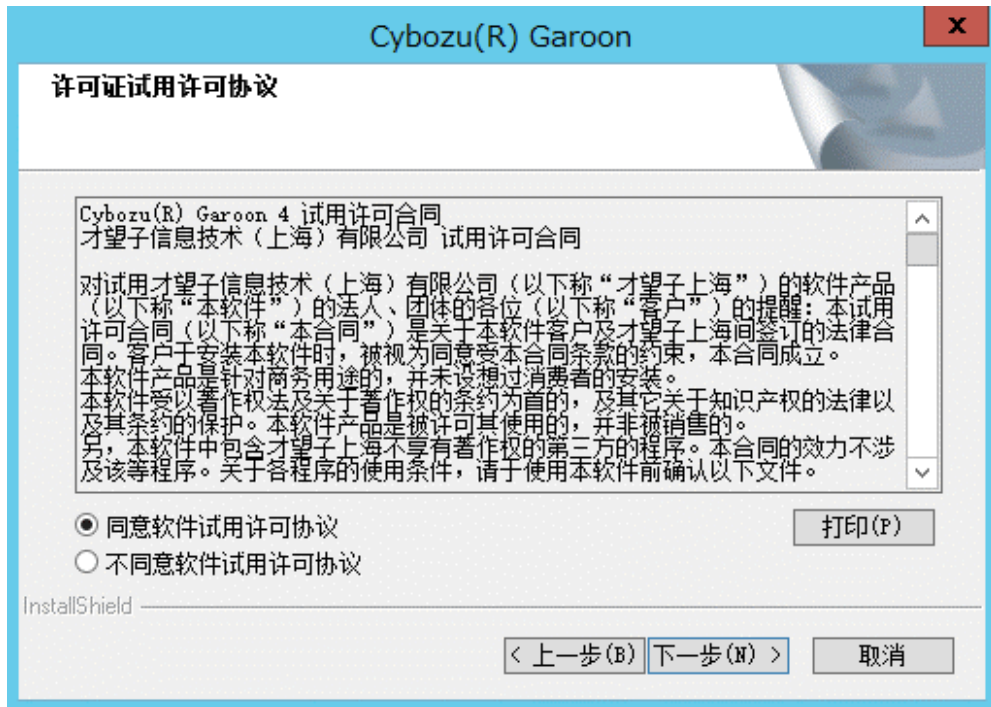 Cybozu(R) Garoon
x
许可证试用许可协议
Cybozu(R) Garoon 4 试用许可合同
才望子信息技术（上海）有限公司 试用许可合同
对试用才望子信息技术（上海）有限公司（以下称“才望子上海”）的软件产品
（以下称“本软件”）的法人、团体的各位（以下称“客户”）的提醒：本试用
许可合同（以下称“本合同”）是关于本软件客户及才望子上海间签订的法律合
同。客户于安装本软件时，被视为同意受本合同条款的约束，本合同成立。
本软件产品是针对商务用途的，并未设想过消费者的安装。
本软件受以著作权法及关于著作权的条约为首的，及其它关于知识产权的法律以
及其条约的保护。本软件产品是被许可其使用的，并非被销售的。
另，本软件中包含才望子上海不享有著作权的第三方的程序。本合同的效力不涉
及该等程序。关于各程序的使用条件，请于使用本软件前确认以下文件。
同意软件试用许可协议
打印(P)
不同意软件试用许可协议
InstallShield
< 上一步(B) 下一步(N) > 取消